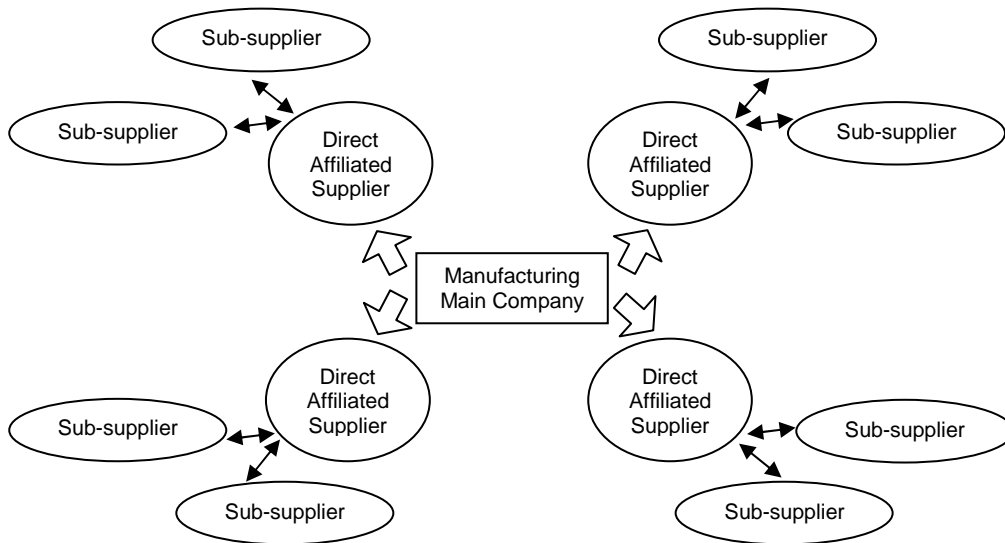 Sub-supplier
Sub-supplier
Sub-supplier
Sub-supplier
Direct
Affiliated
Supplier
Direct
Affiliated
Supplier
Manufacturing
Main Company
Direct
Affiliated
Supplier
Direct
Affiliated
Supplier
Sub-supplier
Sub-supplier
Sub-supplier
Sub-supplier